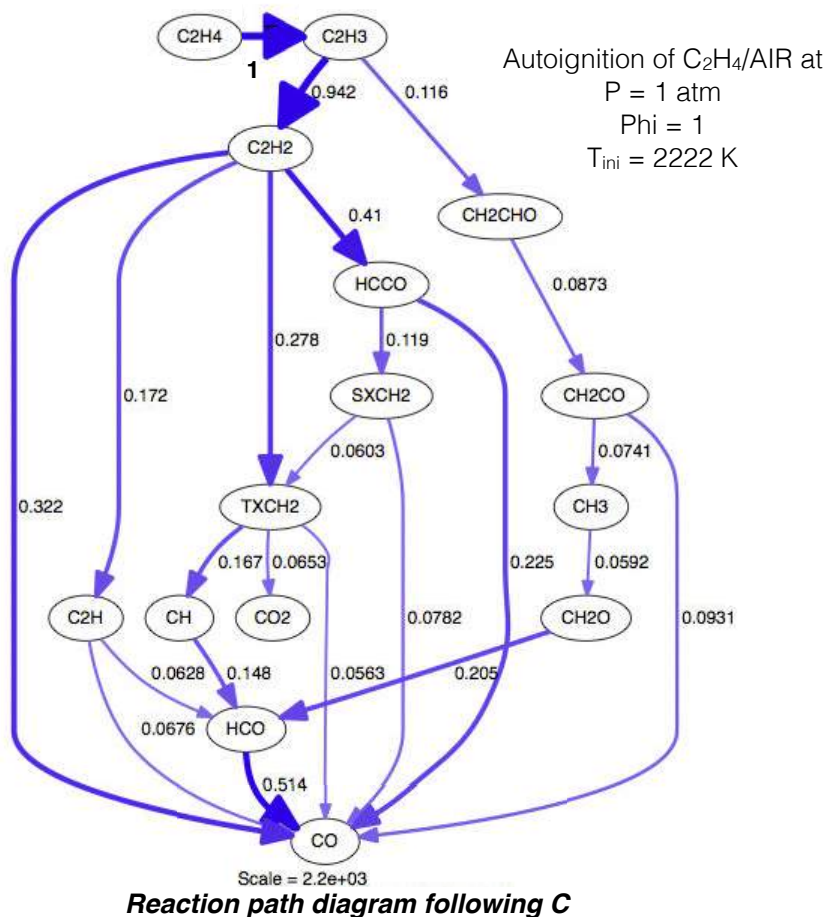 C2H4
C2H3
1
Autoignition of C₂H₄/AIR at
P = 1 atm
Phi = 1
Tᵢₙᵢ = 2222 K
0.942
0.116
C2H2
CH2CHO
0.41
HCCO
0.0873
0.278
0.119
0.172
SXCH2
CH2CO
0.0603
0.0741
0.322
TXCH2
CH3
0.167
0.0653
0.225
0.0592
C2H
CH
CO2
0.0782
CH2O
0.0931
0.0628
0.148
0.0563
0.205
0.0676
HCO
0.514
CO
Scale = 2.2e+03
Reaction path diagram following C